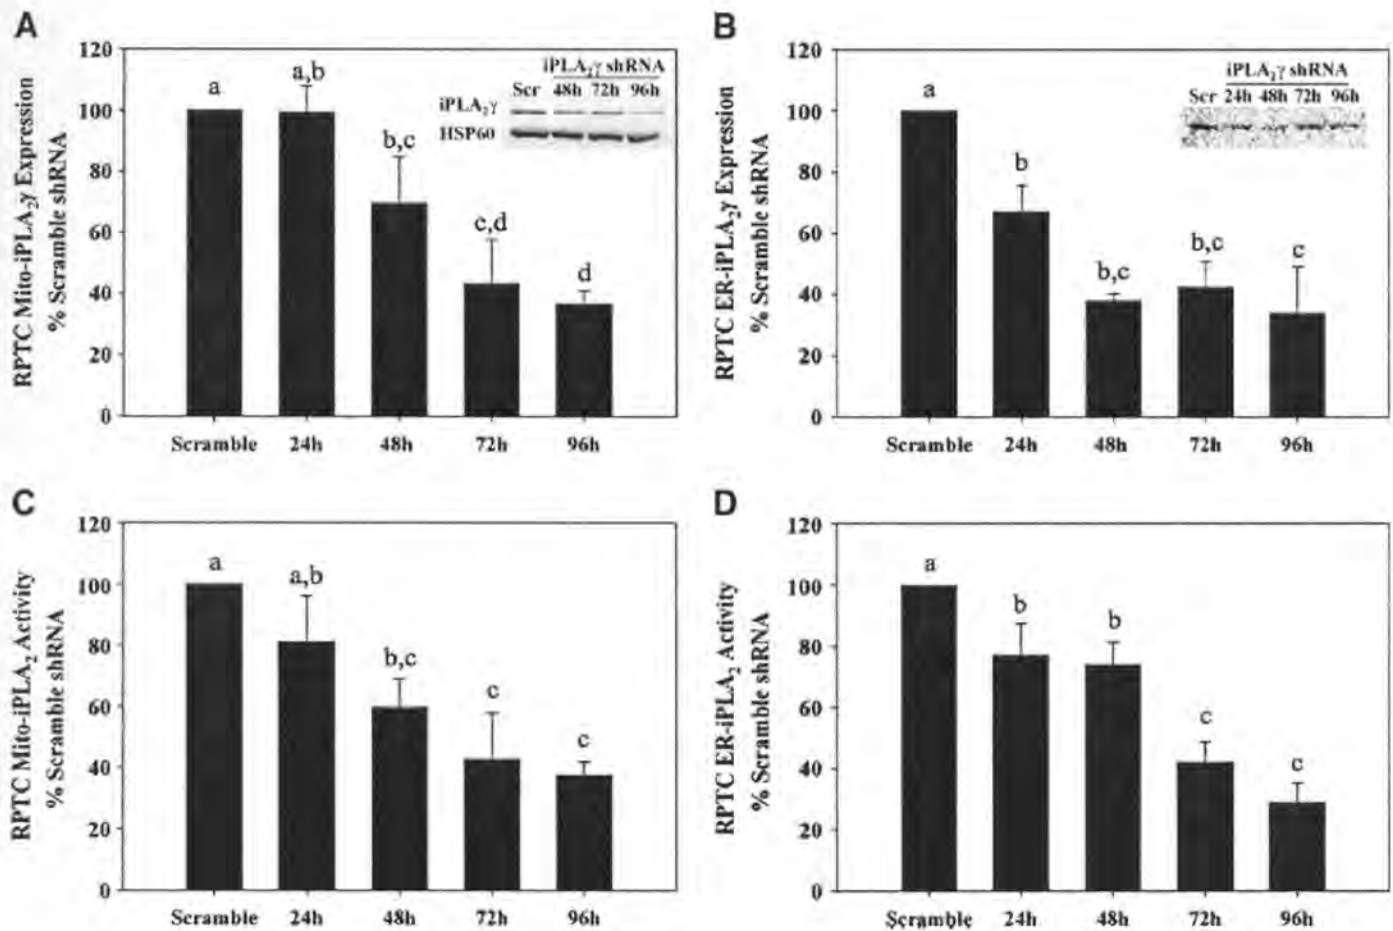 A
RPTC Mito-iPLA₂γ Expression
% Scramble shRNA
120
100
80
60
40
20
0
a
a,b
b,c
c,d
d
iPLA₂γ shRNA
Scr 48h 72h 96h
iPLA₂γ
HSP60
Scramble 24h 48h 72h 96h
B
RPTC ER-iPLA₂γ Expression
% Scramble shRNA
120
100
80
60
40
20
0
a
b
b,c
b,c
c
iPLA₂γ shRNA
Scr 24h 48h 72h 96h
Scramble 24h 48h 72h 96h
C
RPTC Mito-iPLA₂ Activity
% Scramble shRNA
120
100
80
60
40
20
0
a
a,b
b,c
c
c
Scramble 24h 48h 72h 96h
D
RPTC ER-iPLA₂ Activity
% Scramble shRNA
120
100
80
60
40
20
0
a
b
b
c
c
Scramble 24h 48h 72h 96h